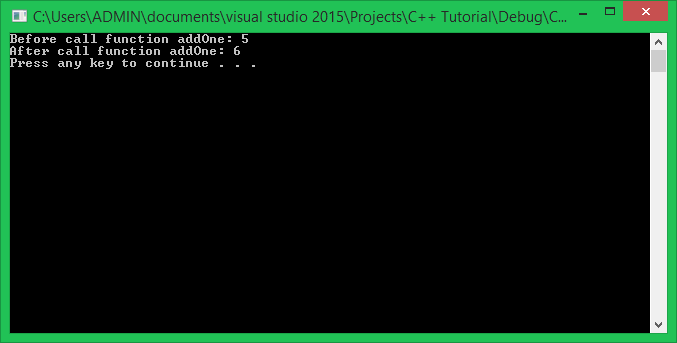 C:\Users\ADMIN\documents\visual studio 2015\Projects\C++ Tutorial\Debug\C...
Before call function addOne: 5
After call function addOne: 6
Press any key to continue . . .